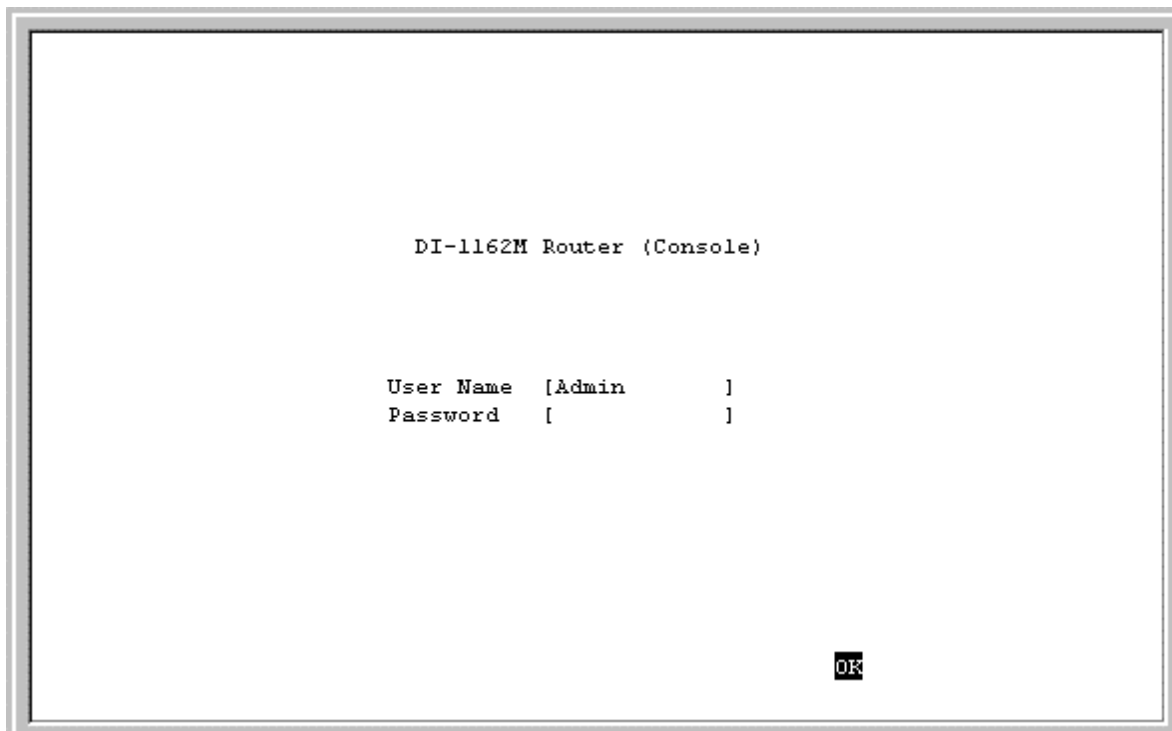 DI-1162M Router (Console)
User Name [Admin ]
Password [ ]
OK